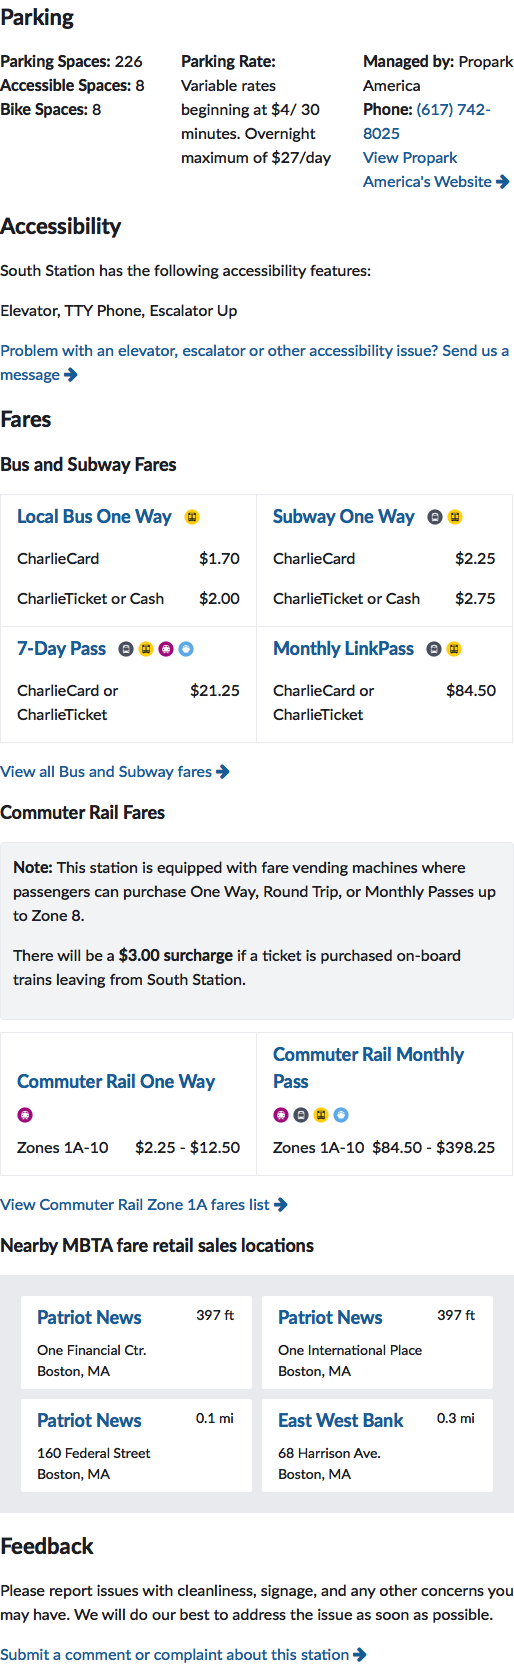 Parking
Parking Spaces: 226
Accessible Spaces: 8
Bike Spaces: 8
Parking Rate:
Variable rates
beginning at $4/ 30
minutes. Overnight
maximum of $27/day
Managed by: Propark
America
Phone: (617) 742-
8025
View Propark
America's Website
Accessibility
South Station has the following accessibility features:
Elevator, TTY Phone, Escalator Up
Problem with an elevator, escalator or other accessibility issue? Send us a
message
Fares
Bus and Subway Fares
Local Bus One Way
CharlieCard $1.70
CharlieTicket or Cash $2.00
Subway One Way
CharlieCard $2.25
CharlieTicket or Cash $2.75
7-Day Pass
CharlieCard or $21.25
CharlieTicket
Monthly LinkPass
CharlieCard or $84.50
CharlieTicket
View all Bus and Subway fares
Commuter Rail Fares
Note: This station is equipped with fare vending machines where
passengers can purchase One Way, Round Trip, or Monthly Passes up
to Zone 8.
There will be a $3.00 surcharge if a ticket is purchased on-board
trains leaving from South Station.
Commuter Rail One Way
Zones 1A-10 $2.25 - $12.50
Commuter Rail Monthly
Pass
Zones 1A-10 $84.50 - $398.25
View Commuter Rail Zone 1A fares list
Nearby MBTA fare retail sales locations
Patriot News 397 ft
One Financial Ctr.
Boston, MA
Patriot News 397 ft
One International Place
Boston, MA
Patriot News 0.1 mi
160 Federal Street
Boston, MA
East West Bank 0.3 mi
68 Harrison Ave.
Boston, MA
Feedback
Please report issues with cleanliness, signage, and any other concerns you
may have. We will do our best to address the issue as soon as possible.
Submit a comment or complaint about this station